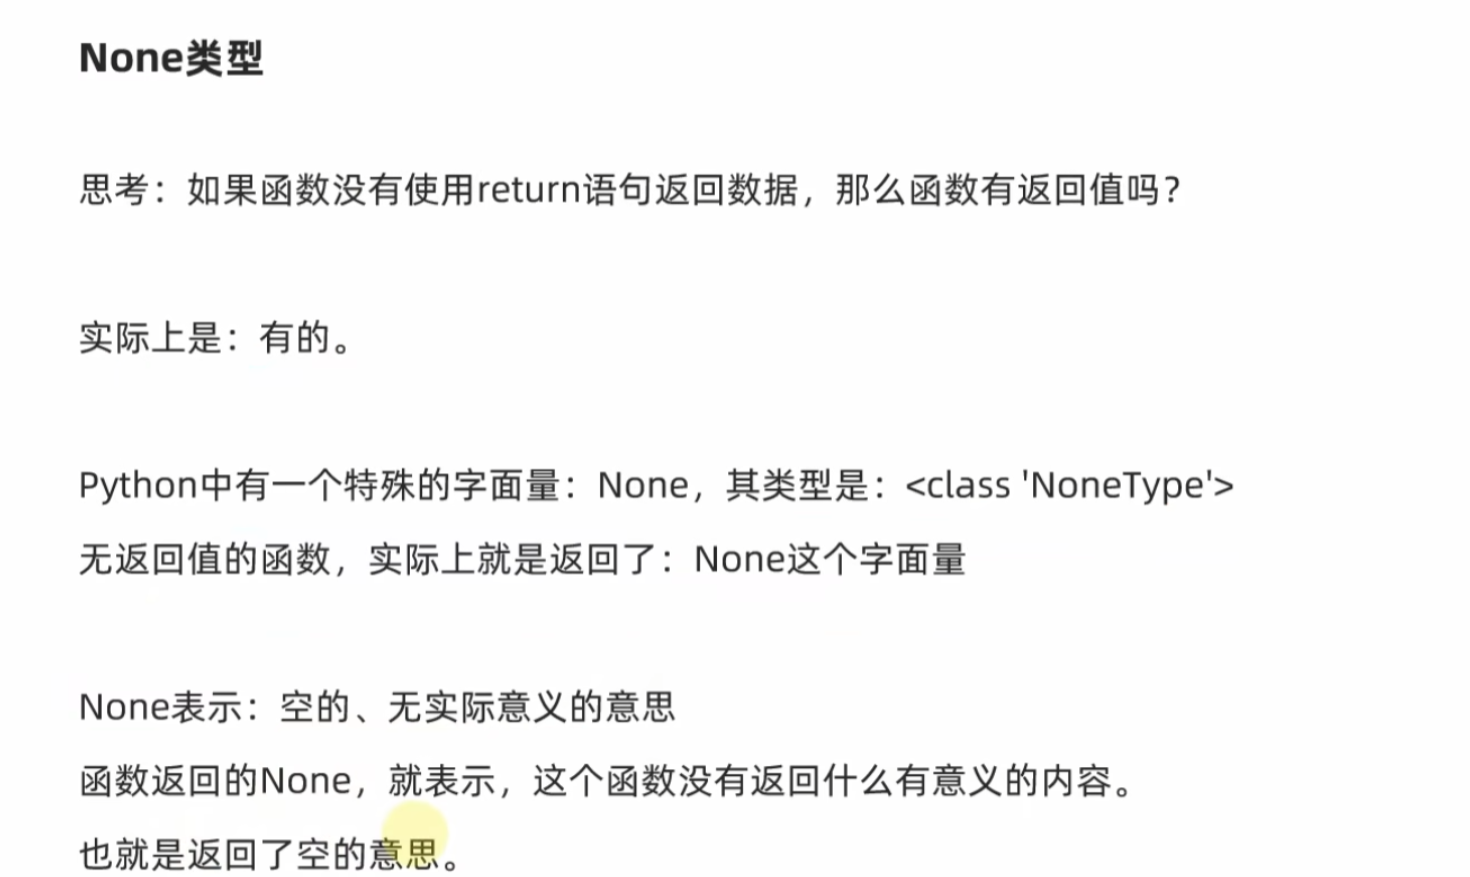 None类型
思考：如果函数没有使用return语句返回数据，那么函数有返回值吗？
实际上是：有的。
Python中有一个特殊的字面量：None，其类型是：<class 'NoneType'>
无返回值的函数，实际上就是返回了：None这个字面量
None表示：空的、无实际意义的意思
函数返回的None，就表示，这个函数没有返回什么有意义的内容。
也就是返回了空的意思。